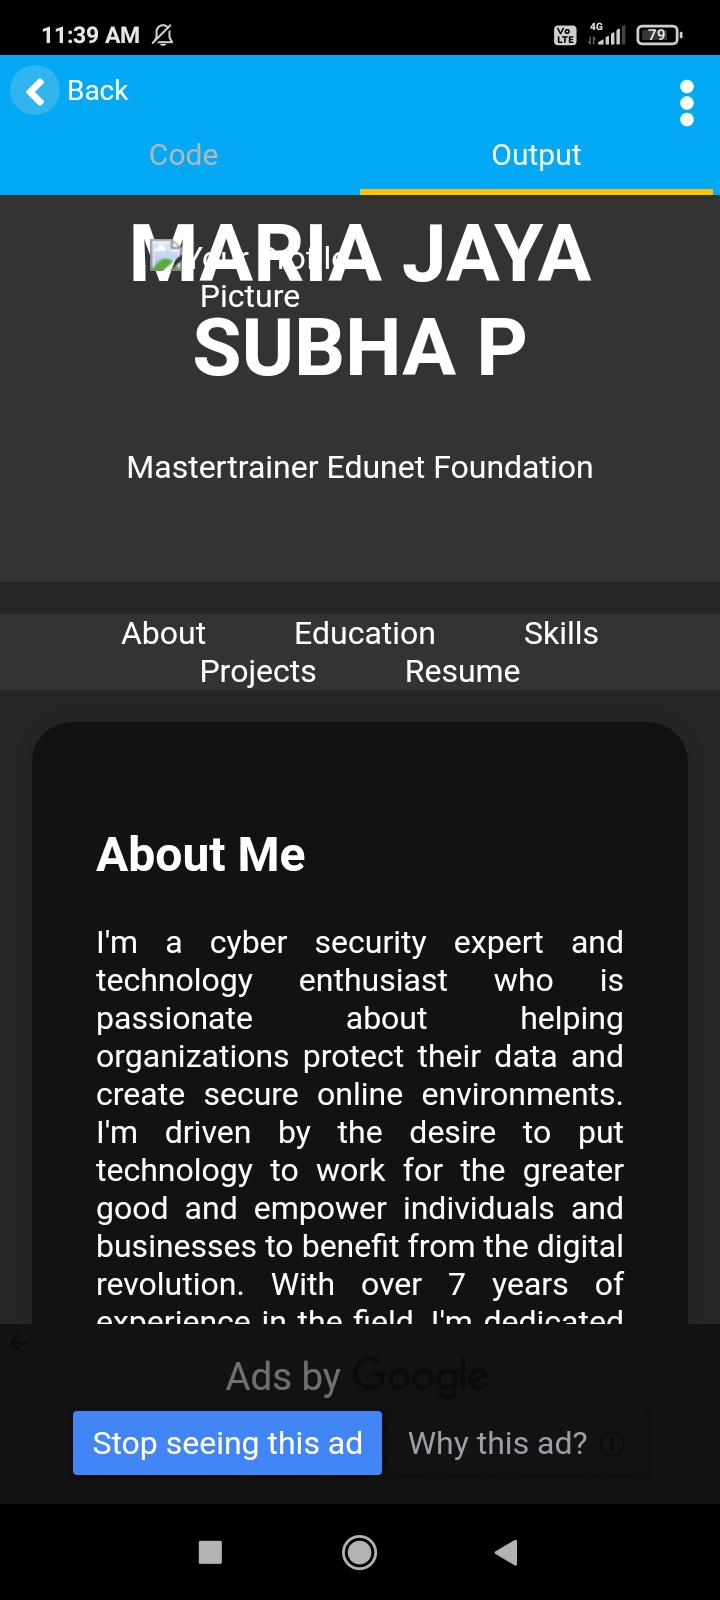 11:39 AM
Vo LTE 4G 79
Back
Code Output
MARIA JAYA
Your Profile
Picture
SUBHA P
Mastertrainer Edunet Foundation
About Education Skills
Projects Resume
About Me
I'm a cyber security expert and
technology enthusiast who is
passionate about helping
organizations protect their data and
create secure online environments.
I'm driven by the desire to put
technology to work for the greater
good and empower individuals and
businesses to benefit from the digital
revolution. With over 7 years of
experience in the field, I'm dedicated
Ads by Google
Stop seeing this ad Why this ad?